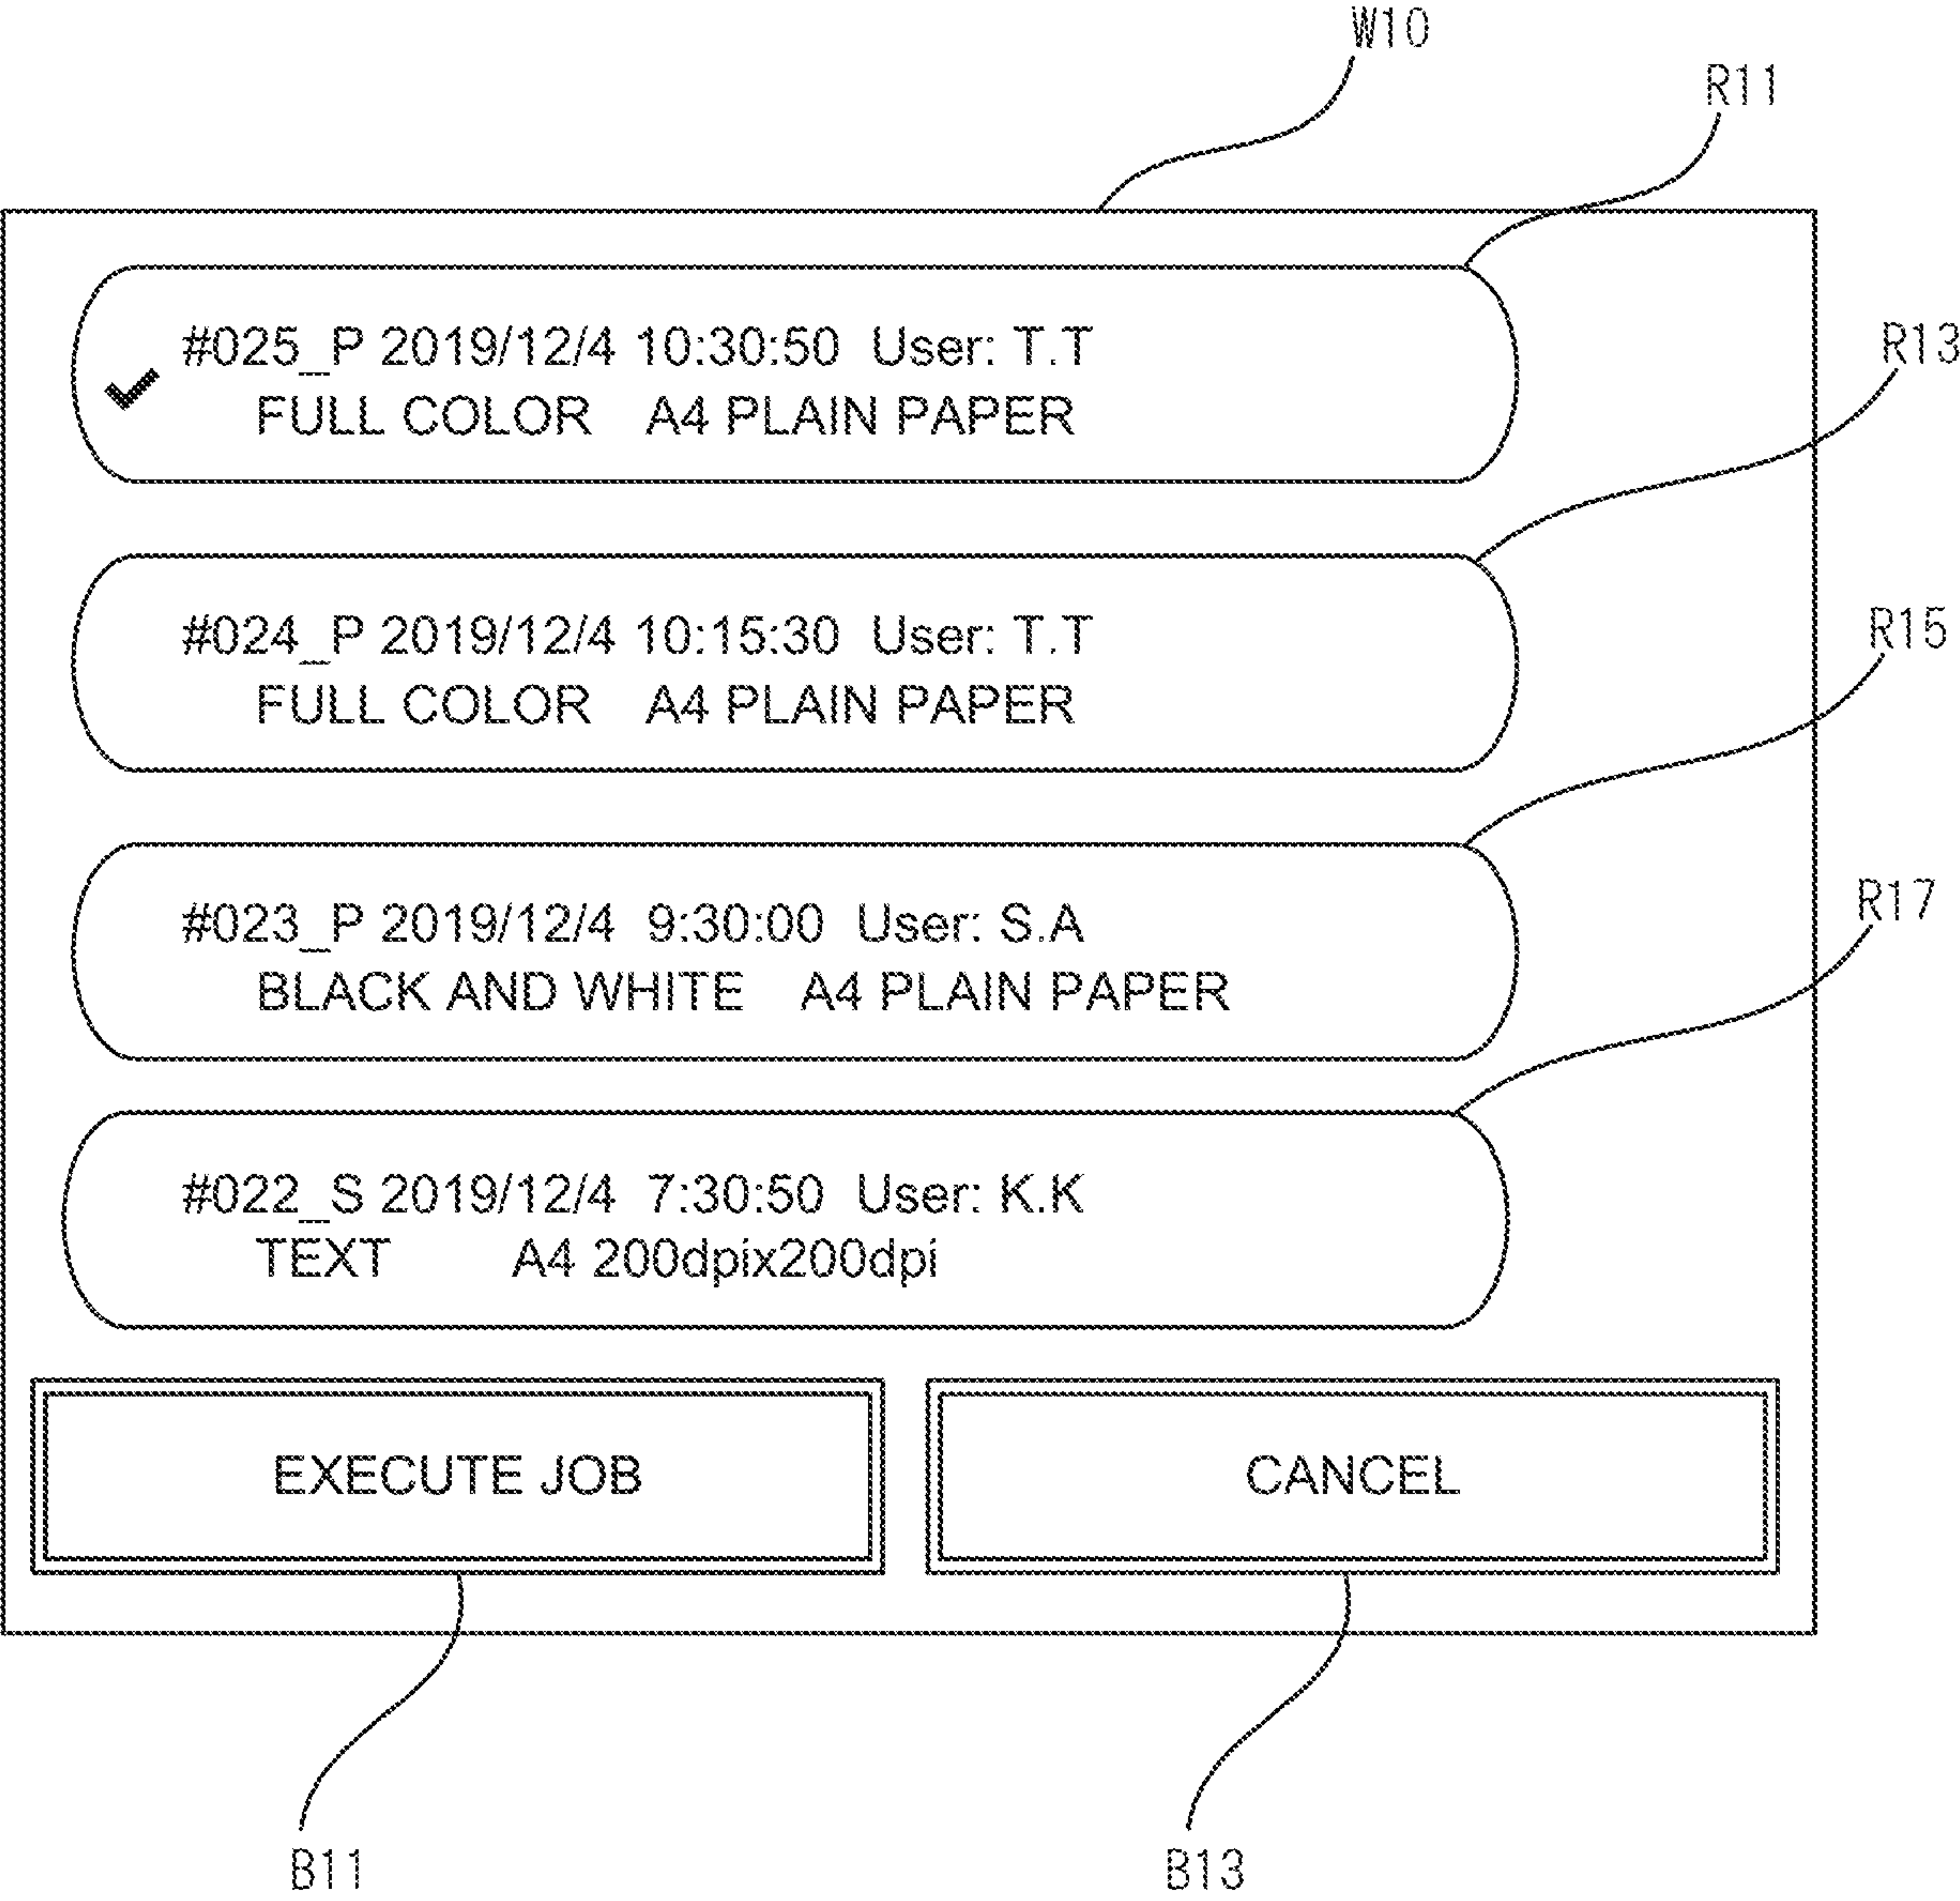 W10
R11
#025_P 2019/12/4 10:30:50 User: T.T
FULL COLOR A4 PLAIN PAPER
R13
#024_P 2019/12/4 10:15:30 User: T.T
FULL COLOR A4 PLAIN PAPER
R15
#023_P 2019/12/4 9:30:00 User: S.A
BLACK AND WHITE A4 PLAIN PAPER
R17
#022_S 2019/12/4 7:30:50 User: K.K
TEXT A4 200dpix200dpi
EXECUTE JOB
CANCEL
B11
B13